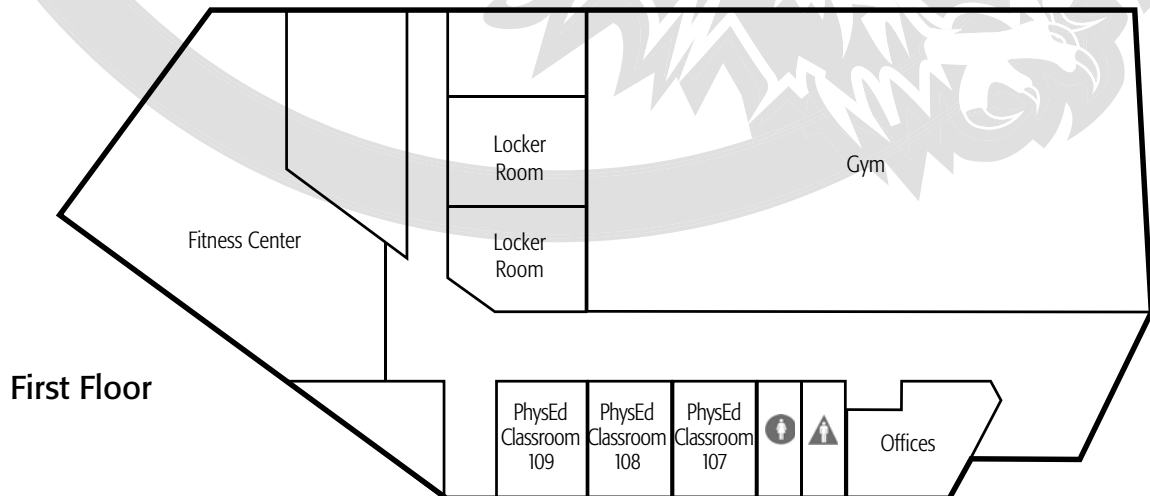 Locker
Room
Gym
Locker
Room
Fitness Center
First Floor
PhysEd
Classroom
109
PhysEd
Classroom
108
PhysEd
Classroom
107
Offices